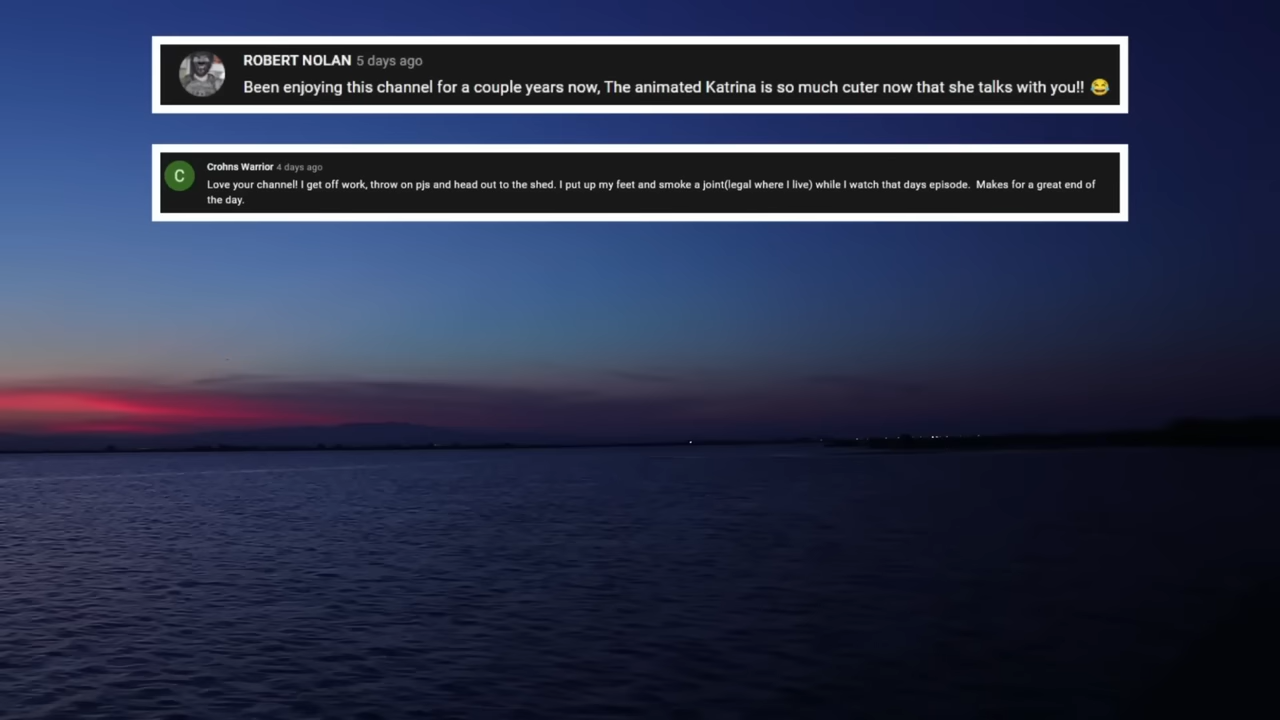 ROBERT NOLAN 5 days ago
Been enjoying this channel for a couple years now, The animated Katrina is so much cuter now that she talks with you!! 😂
C
Crohns Warrior 4 days ago
Love your channel! I get off work, throw on pjs and head out to the shed. I put up my feet and smoke a joint(legal where I live) while I watch that days episode.  Makes for a great end of
the day.